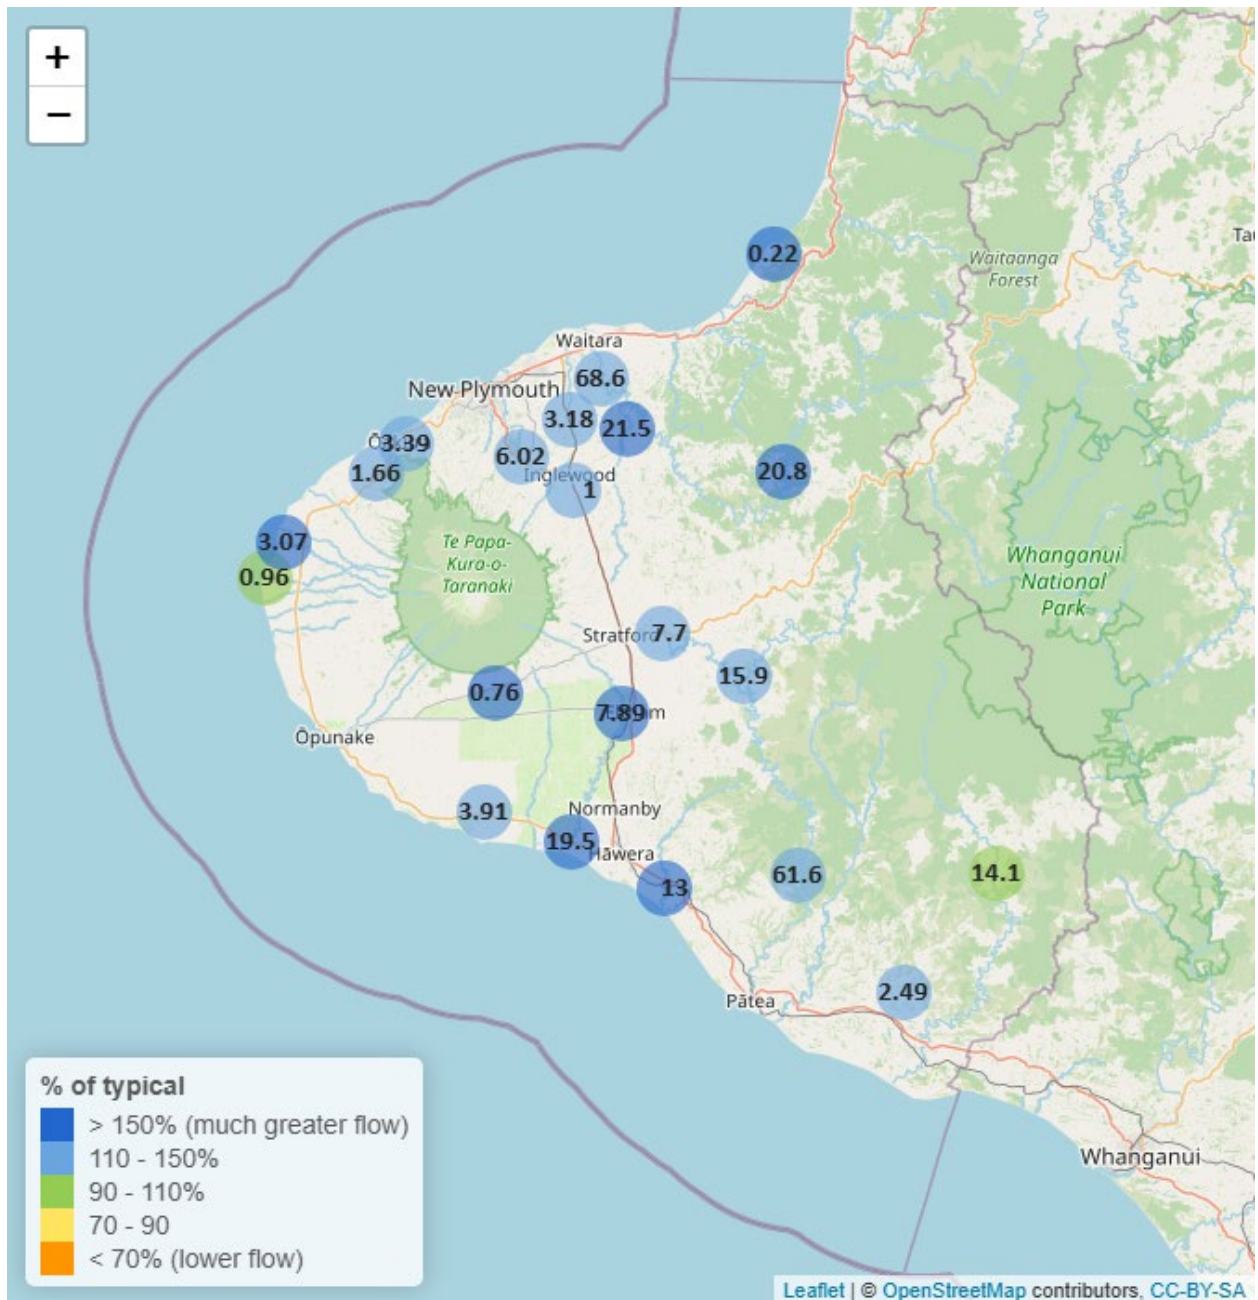 +
−
0.22
Waitaanga
Forest
Waitara
68.6
New Plymouth
3.18
21.5
3.39
6.02
20.8
1.66
Inglewood
1
3.07
Te Papa-
Kura-o-
Taranaki
Whanganui
National
Park
0.96
Stratford
7.7
15.9
0.76
7.89
Ōpunake
3.91
Normanby
19.5
Hāwera
13
61.6
14.1
2.49
Pātea
Whanganui
% of typical
> 150% (much greater flow)
110 - 150%
90 - 110%
70 - 90
< 70% (lower flow)
Leaflet | © OpenStreetMap contributors, CC-BY-SA